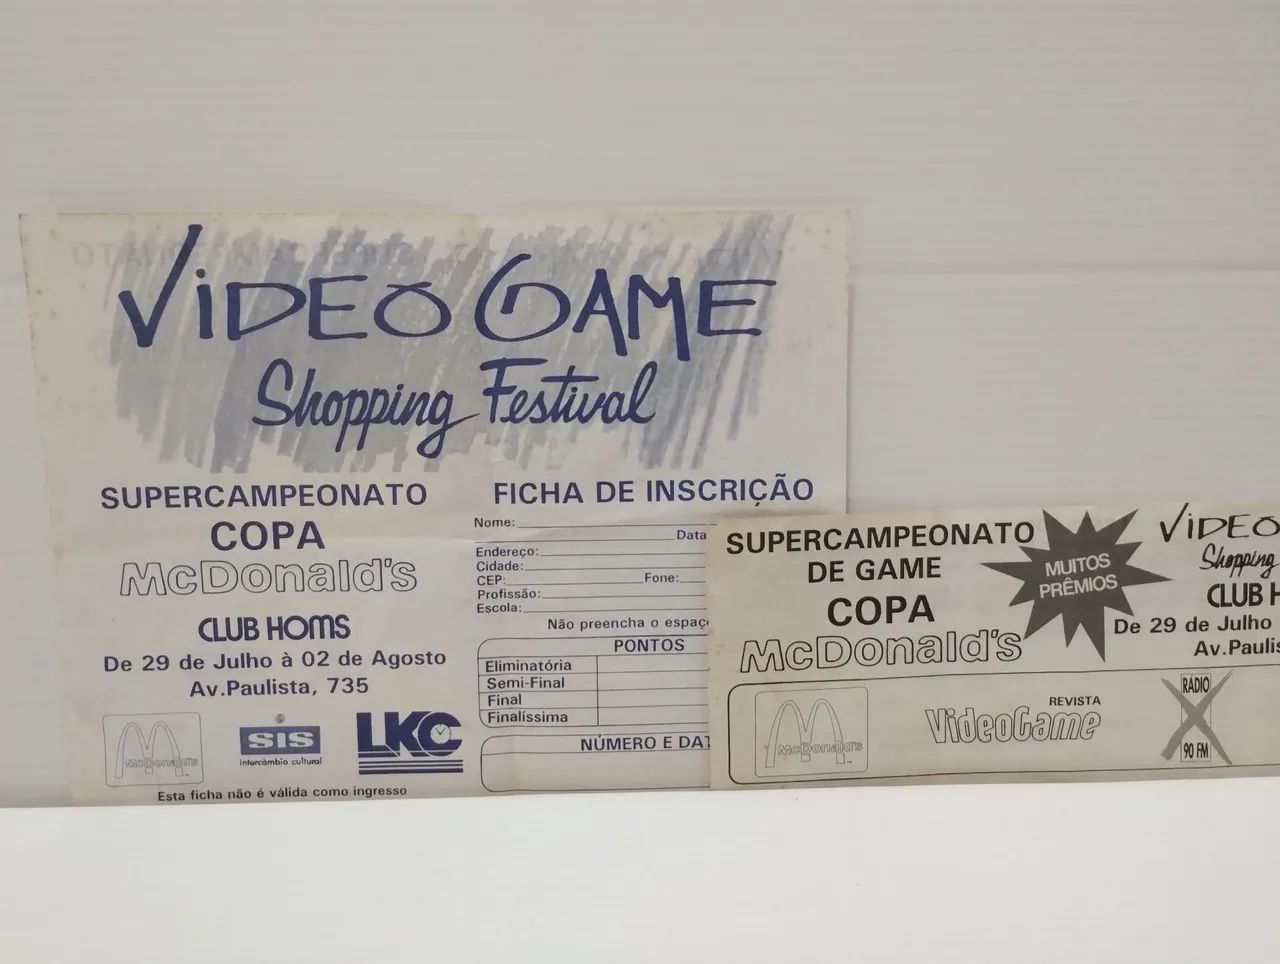 VIDEO GAME
Shopping Festival
SUPERCAMPEONATO
COPA
McDonald's
CLUB HOMS
De 29 de Julho à 02 de Agosto
Av.Paulista, 735
McDonald's
SIS
intercâmbio cultural
LKC
Esta ficha não é válida como ingresso
FICHA DE INSCRIÇÃO
Nome:
Data
Endereço:
Cidade:
CEP: Fone:
Profissão:
Escola:
Não preencha o espaç
PONTOS
Eliminatória
Semi-Final
Final
Finalíssima
NÚMERO E DAT
SUPERCAMPEONATO
DE GAME
COPA
McDonald's
MUITOS
PRÊMIOS
VIDEO
Shopping
CLUB H
De 29 de Julho
Av.Paulis
McDonald's
REVISTA
VideoGame
RÁDIO
X
90 FM